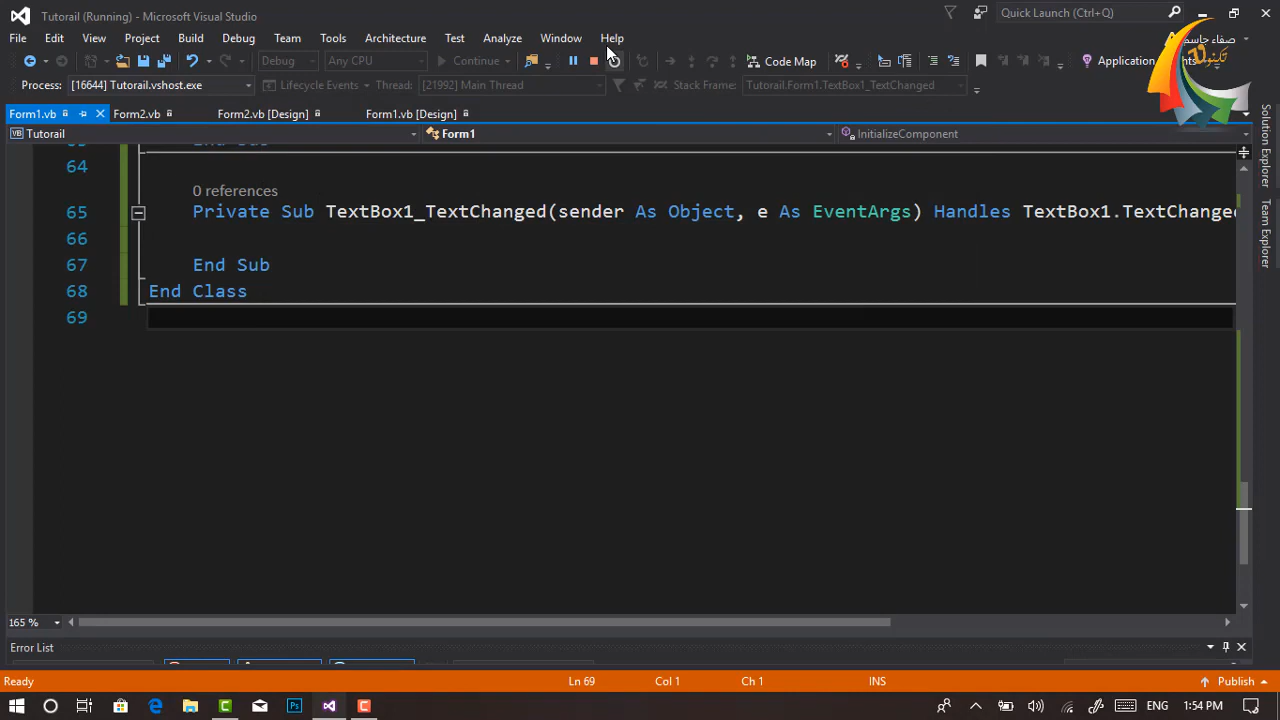 Tutorail (Running) - Microsoft Visual Studio
Quick Launch (Ctrl+Q)
File Edit View Project Build Debug Team Tools Architecture Test Analyze Window Help
صفاء جاسم
Debug Any CPU Continue Code Map
Process: [16644] Tutorail.vshost.exe Lifecycle Events Thread: [21992] Main Thread Stack Frame: Tutorail.Form1.TextBox1_TextChanged
Form1.vb Form2.vb Form2.vb [Design] Form1.vb [Design]
Tutorail Form1 InitializeComponent
64
0 references
65 Private Sub TextBox1_TextChanged(sender As Object, e As EventArgs) Handles TextBox1.TextChanged
66
67 End Sub
68 End Class
69
165 %
Error List
Ready Ln 69 Col 1 Ch 1 INS Publish
ENG 1:54 PM
Solution Explorer
Team Explorer